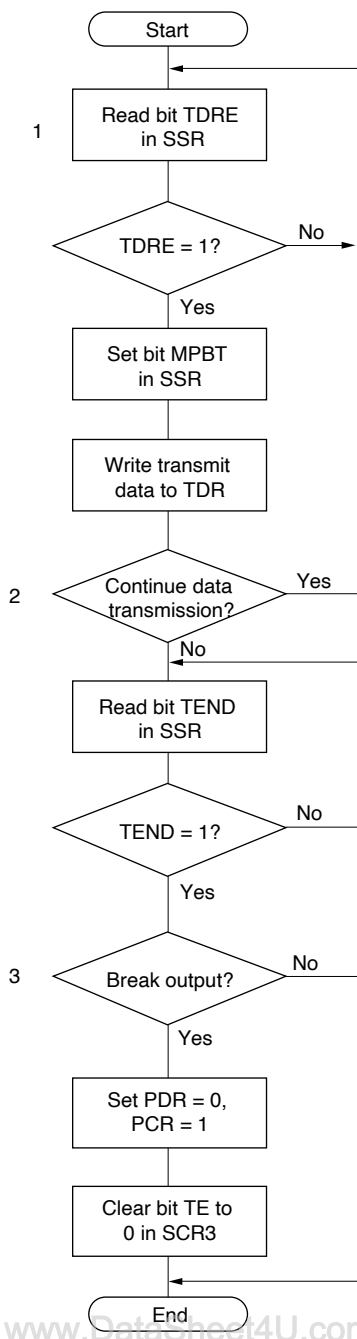 Start
1
Read bit TDRE
in SSR
TDRE = 1?
No
Yes
Set bit MPBT
in SSR
Write transmit
data to TDR
2
Continue data
transmission?
Yes
No
Read bit TEND
in SSR
TEND = 1?
No
Yes
3
Break output?
No
Yes
Set PDR = 0,
PCR = 1
Clear bit TE to
0 in SCR3
End
www.DataSheet4U.com